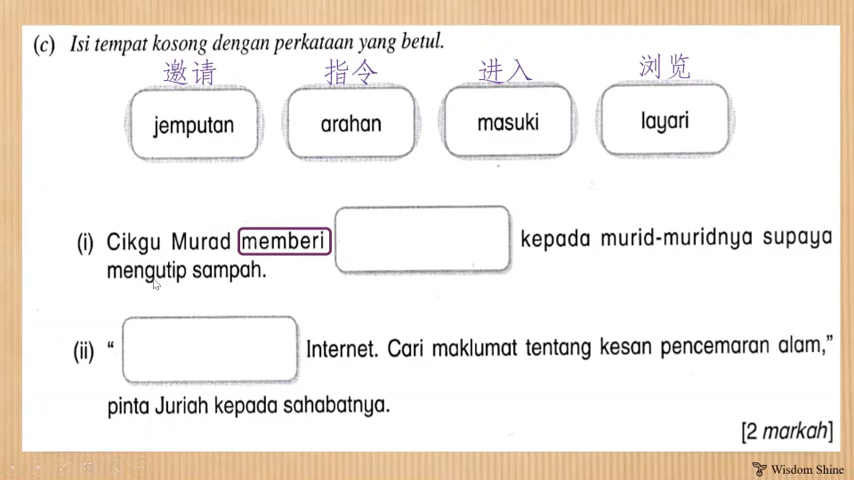 (c) Isi tempat kosong dengan perkataan yang betul.
邀请 指令 进入 浏览
jemputan arahan masuki layari
(i) Cikgu Murad memberi kepada murid-muridnya supaya
mengutip sampah.
(ii) “ Internet. Cari maklumat tentang kesan pencemaran alam,”
pinta Juriah kepada sahabatnya.
[2 markah]
Wisdom Shine